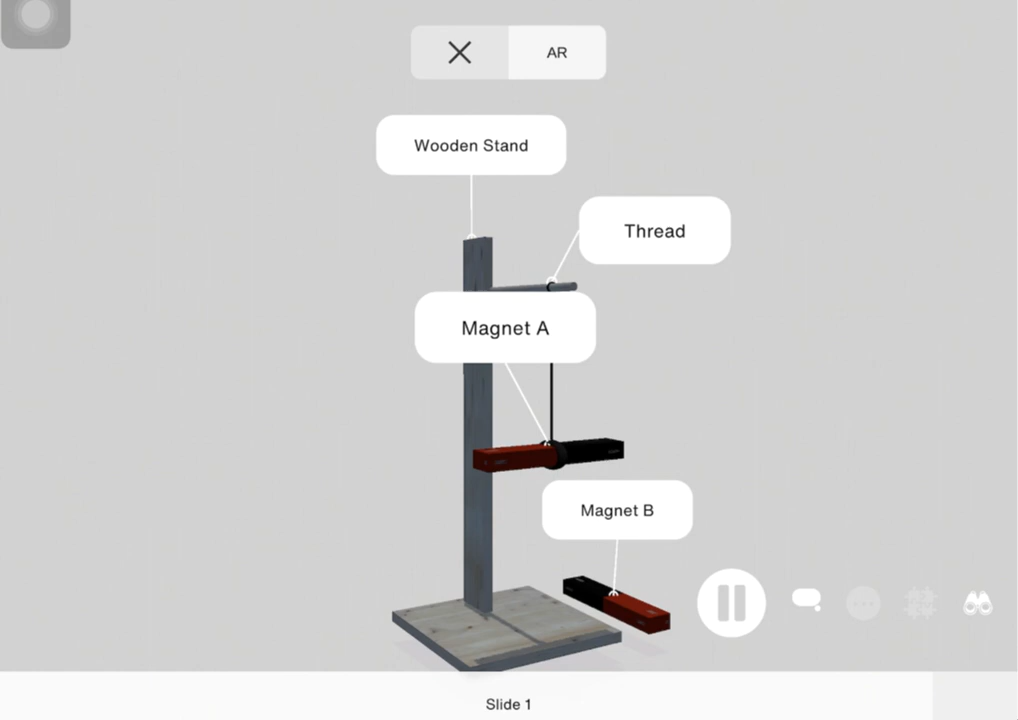 AR
Wooden Stand
Thread
Magnet A
Magnet B
Slide 1